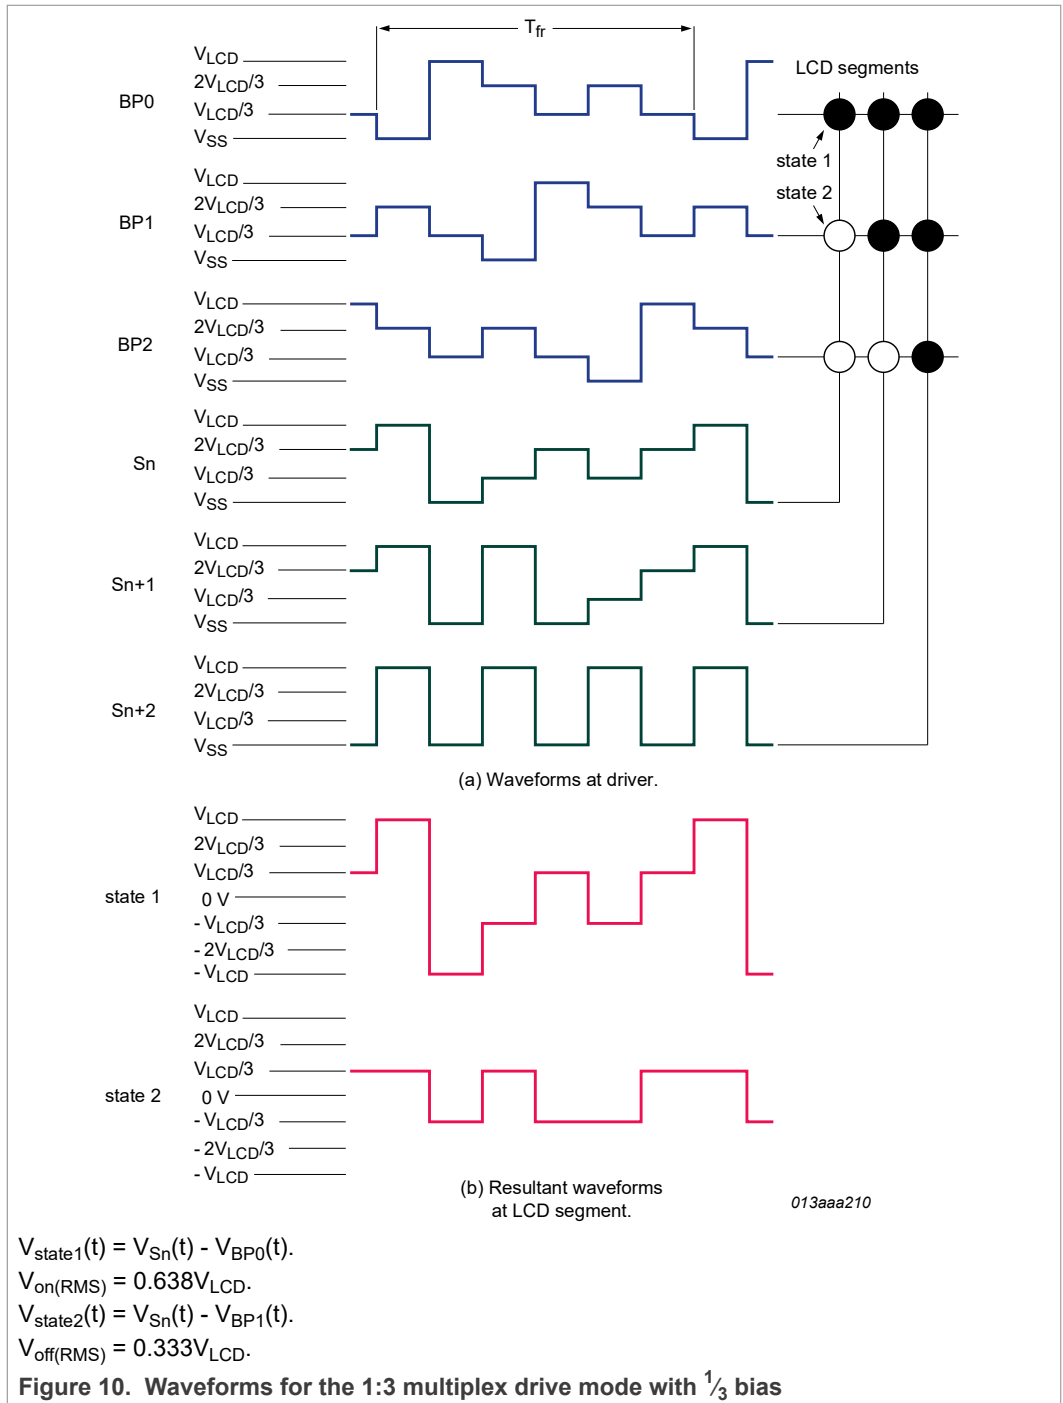 Tfr
VLCD
2VLCD/3
BP0
VLCD/3
VSS
LCD segments
state 1
VLCD
2VLCD/3
BP1
VLCD/3
VSS
state 2
VLCD
2VLCD/3
BP2
VLCD/3
VSS
VLCD
2VLCD/3
Sn
VLCD/3
VSS
VLCD
2VLCD/3
Sn+1
VLCD/3
VSS
VLCD
2VLCD/3
Sn+2
VLCD/3
VSS
(a) Waveforms at driver.
VLCD
2VLCD/3
VLCD/3
state 1
0 V
- VLCD/3
- 2VLCD/3
- VLCD
VLCD
2VLCD/3
VLCD/3
state 2
0 V
- VLCD/3
- 2VLCD/3
- VLCD
(b) Resultant waveforms
at LCD segment.
013aaa210
Vstate1(t) = VSn(t) - VBP0(t).
Von(RMS) = 0.638VLCD.
Vstate2(t) = VSn(t) - VBP1(t).
Voff(RMS) = 0.333VLCD.
Figure 10. Waveforms for the 1:3 multiplex drive mode with 1⁄3 bias